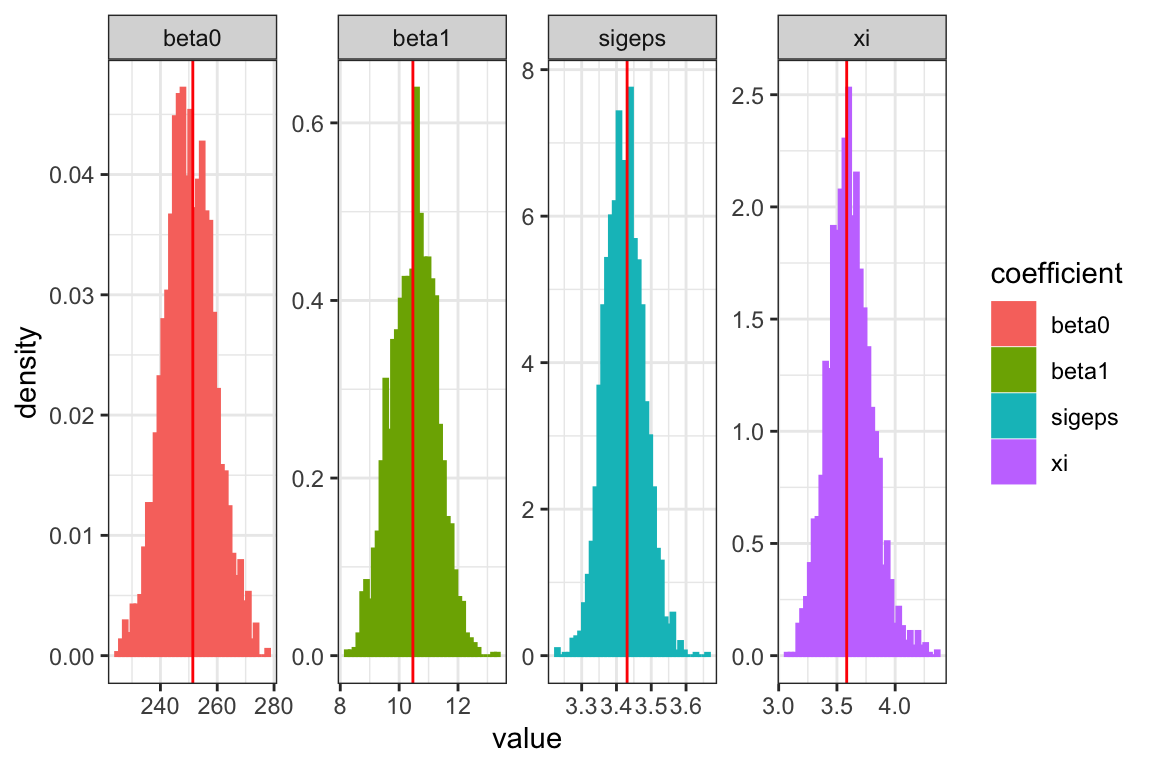 beta0 beta1 sigeps xi
density
0.00 0.01 0.02 0.03 0.04
240 260 280
0.0 0.2 0.4 0.6
8 10 12
0 2 4 6 8
3.3 3.4 3.5 3.6
0.0 0.5 1.0 1.5 2.0 2.5
3.0 3.5 4.0
value
coefficient
beta0
beta1
sigeps
xi